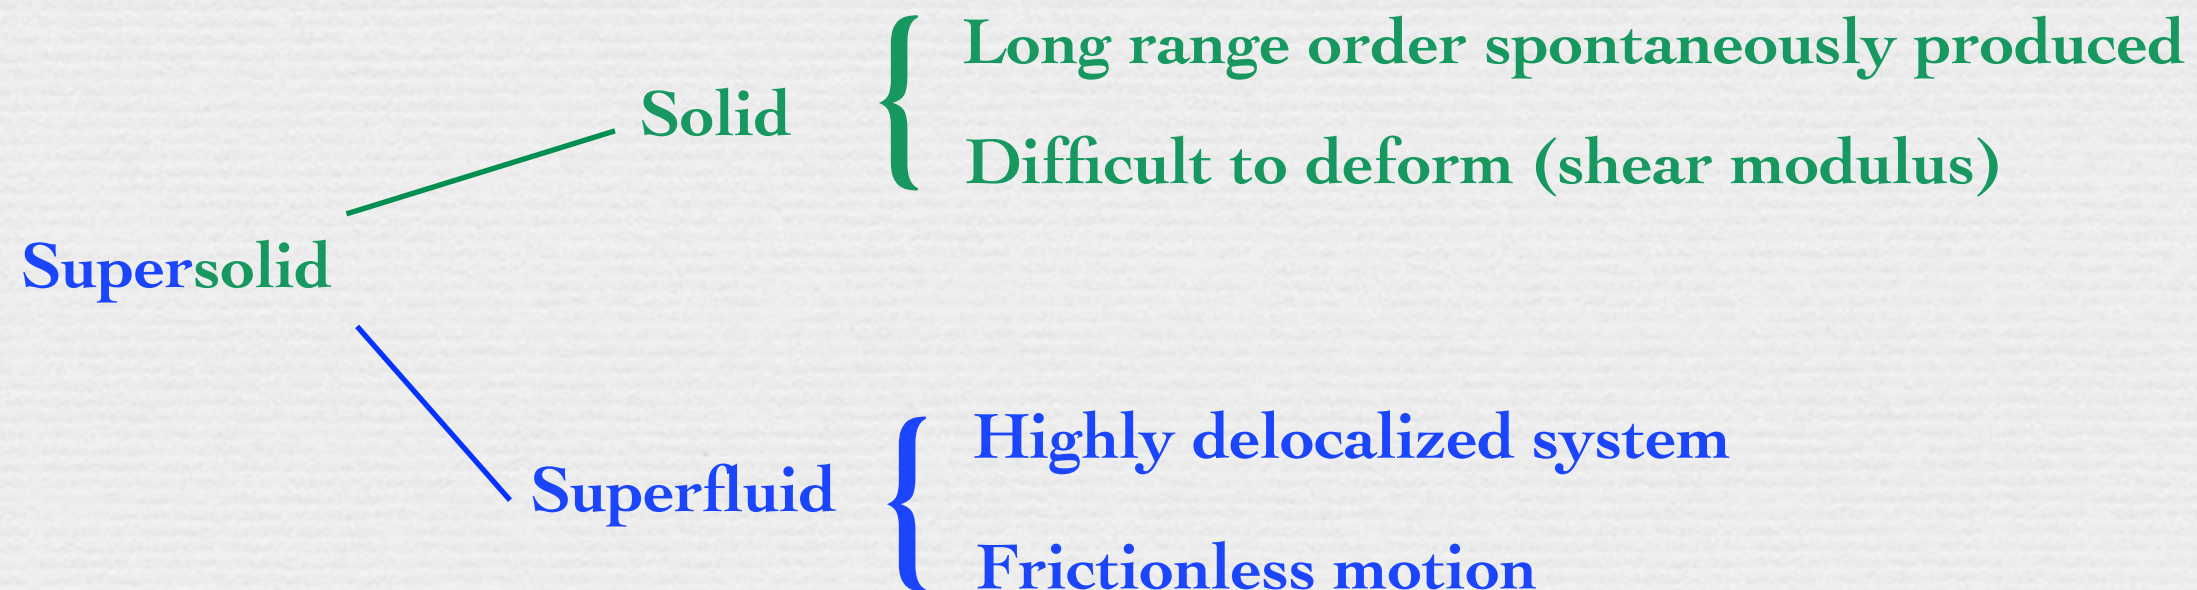 Long range order spontaneously produced
Solid
Difficult to deform (shear modulus)
Supersolid
Highly delocalized system
Superfluid
Frictionless motion